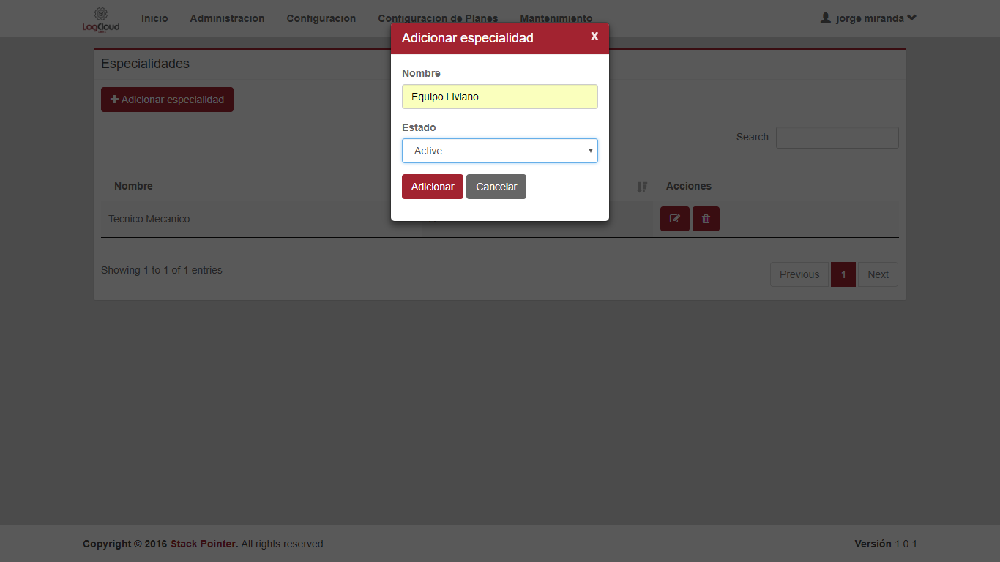 LogCloud
Inicio
Administracion
Configuracion
Configuracion de Planes
Mantenimiento
jorge miranda
Adicionar especialidad
X
Especialidades
Nombre
Equipo Liviano
Adicionar especialidad
Estado
Active
Search:
Adicionar
Cancelar
Nombre
Acciones
Tecnico Mecanico
Showing 1 to 1 of 1 entries
Previous
1
Next
Copyright © 2016 Stack Pointer. All rights reserved.
Versión 1.0.1